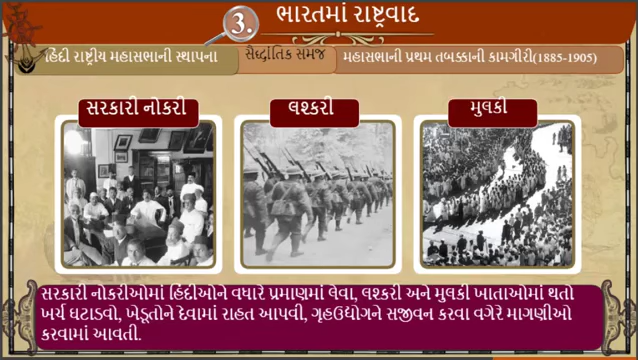 3.
ભારતમાં રાષ્ટ્રવાદ
હિંદી રાષ્ટ્રીય મહાસભાની સ્થાપના
સૈદ્ધાંતિક સમજ
મહાસભાની પ્રથમ તબક્કાની કામગીરી(1885-1905)
સરકારી નોકરી
લશ્કરી
મુલકી
સરકારી નોકરીઓમાં હિંદીઓને વધારે પ્રમાણમાં લેવા, લશ્કરી અને મુલકી ખાતાઓમાં થતો
ખર્ચ ઘટાડવો, ખેડૂતોને દેવામાં રાહત આપવી, ગૃહઉદ્યોગને સજીવન કરવા વગેરે માગણીઓ
કરવામાં આવતી.